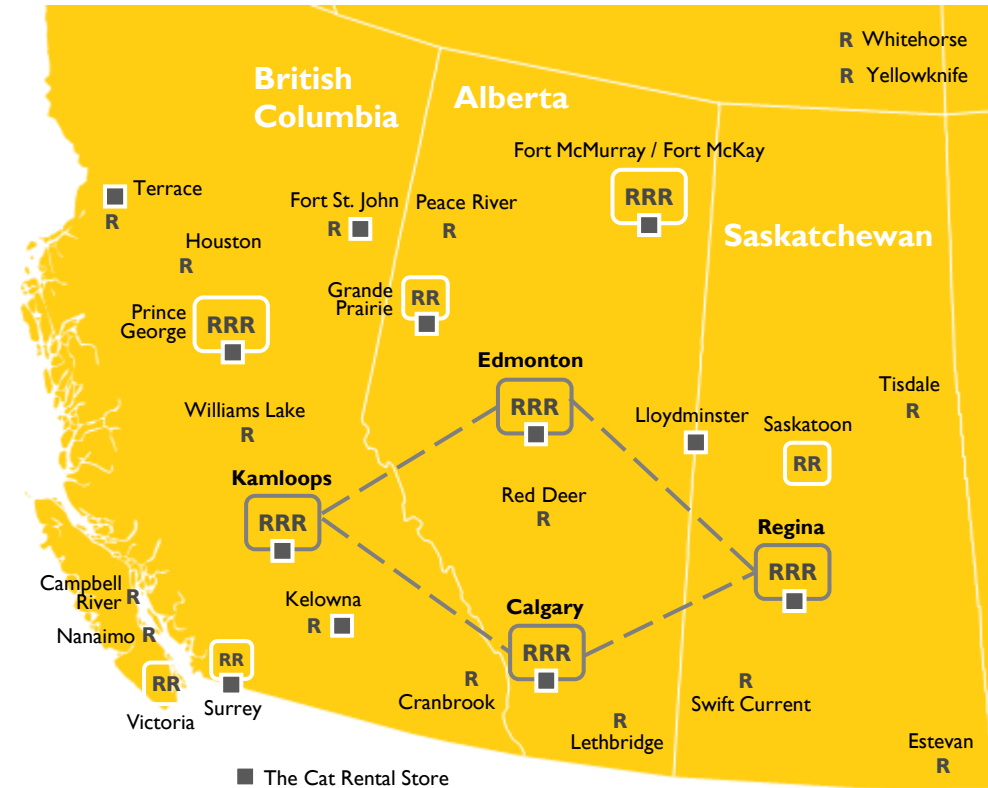 R Whitehorse
R Yellowknife
British
Columbia
Alberta
Fort McMurray / Fort McKay
RRR
Terrace
R
Fort St. John
R
Peace River
R
Saskatchewan
Houston
R
Grande
Prairie
RR
Prince
George
RRR
Edmonton
RRR
Tisdale
R
Williams Lake
R
Lloydminster
Saskatoon
RR
Kamloops
RRR
Red Deer
R
Regina
RRR
Campbell
River R
Kelowna
R
Calgary
RRR
Nanaimo R
RR
Surrey
RR
Victoria
R
Cranbrook
R
Swift Current
R
Lethbridge
Estevan
R
The Cat Rental Store